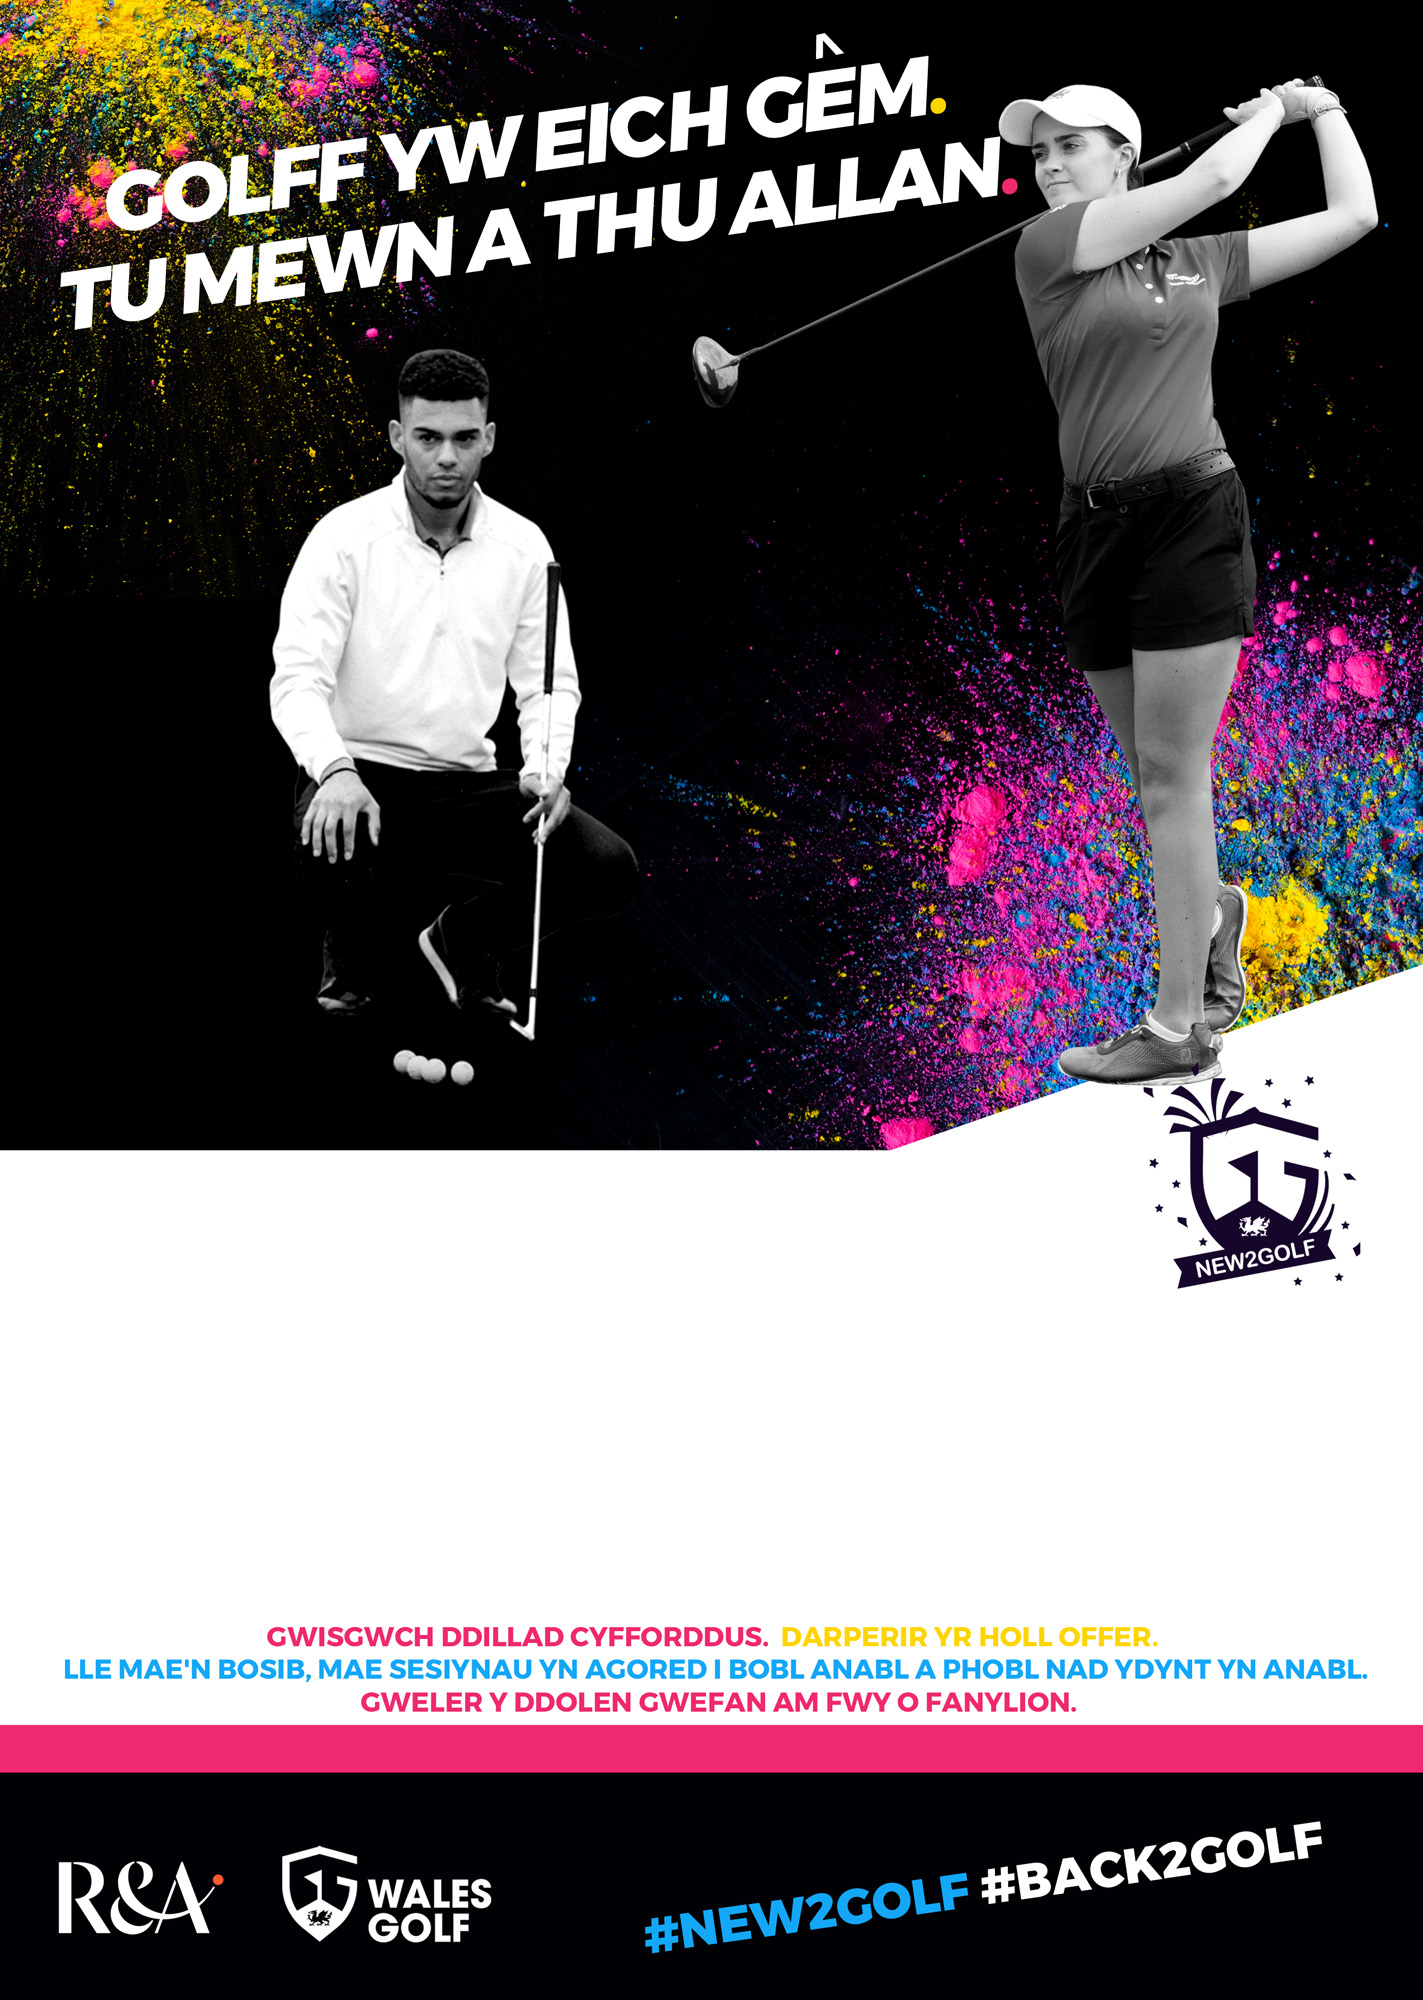 GOLFF YW EICH GÊM.
TU MEWN A THU ALLAN.
NEW2GOLF
GWISGWCH DDILLAD CYFFORDDUS. DARPERIR YR HOLL OFFER.
LLE MAE'N BOSIB, MAE SESIYNAU YN AGORED I BOBL ANABL A PHOBL NAD YDYNT YN ANABL.
GWELER Y DDOLEN GWEFAN AM FWY O FANYLION.
R&A
WALES
GOLF
#NEW2GOLF #BACK2GOLF